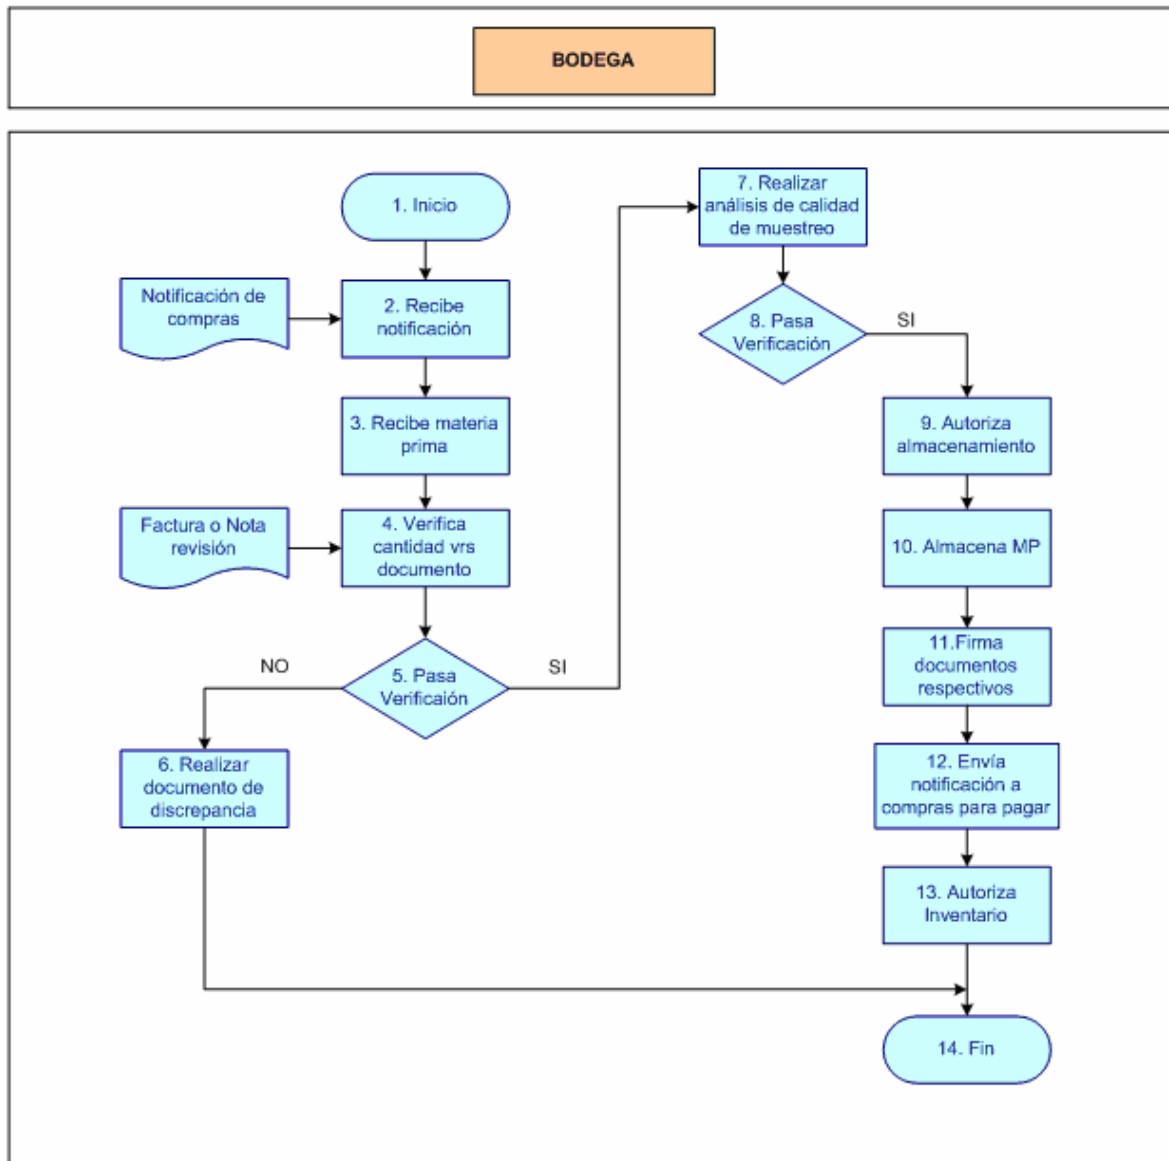 BODEGA
1. Inicio
Notificación de
compras
2. Recibe
notificación
3. Recibe materia
prima
Factura o Nota
revisión
4. Verifica
cantidad vrs
documento
NO
5. Pasa
Verificaión
SI
6. Realizar
documento de
discrepancia
7. Realizar
análisis de calidad
de muestreo
8. Pasa
Verificación
SI
9. Autoriza
almacenamiento
10. Almacena MP
11.Firma
documentos
respectivos
12. Envía
notificación a
compras para pagar
13. Autoriza
Inventario
14. Fin